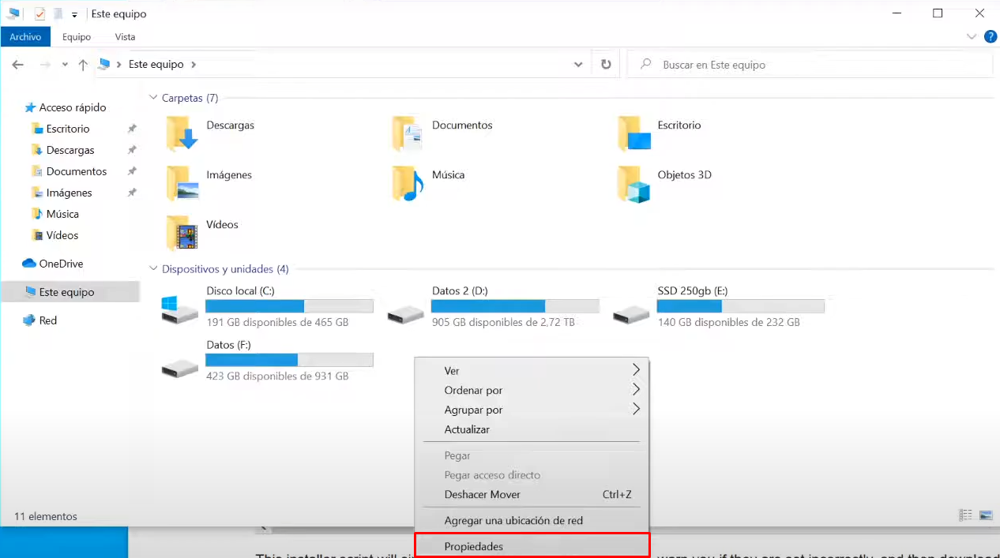 Este equipo
Archivo Equipo Vista
Este equipo Buscar en Este equipo
Acceso rápido
Escritorio
Descargas
Documentos
Imágenes
Música
Vídeos
OneDrive
Este equipo
Red
Carpetas (7)
Descargas Documentos Escritorio
Imágenes Música Objetos 3D
Vídeos
Dispositivos y unidades (4)
Disco local (C:) Datos 2 (D:) SSD 250gb (E:)
191 GB disponibles de 465 GB 905 GB disponibles de 2,72 TB 140 GB disponibles de 232 GB
Datos (F:)
423 GB disponibles de 931 GB
Ver
Ordenar por
Agrupar por
Actualizar
Pegar
Pegar acceso directo
Deshacer Mover Ctrl+Z
Agregar una ubicación de red
Propiedades
11 elementos
This installer script will warn you if they are set incorrectly, and then download